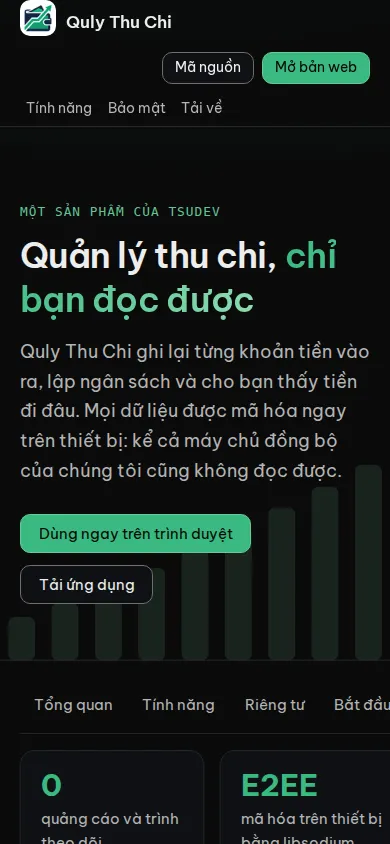 Quly Thu Chi
Mã nguồn
Mở bản web
Tính năng
Bảo mật
Tải về
MỘT SẢN PHẨM CỦA TSUDEV
Quản lý thu chi, chỉ
bạn đọc được
Quly Thu Chi ghi lại từng khoản tiền vào
ra, lập ngân sách và cho bạn thấy tiền
đi đâu. Mọi dữ liệu được mã hóa ngay
trên thiết bị: kể cả máy chủ đồng bộ
của chúng tôi cũng không đọc được.
Dùng ngay trên trình duyệt
Tải ứng dụng
Tổng quan
Tính năng
Riêng tư
Bắt đầu
0
quảng cáo và trình
theo dõi
E2EE
mã hóa trên thiết bị
bằng libsodium